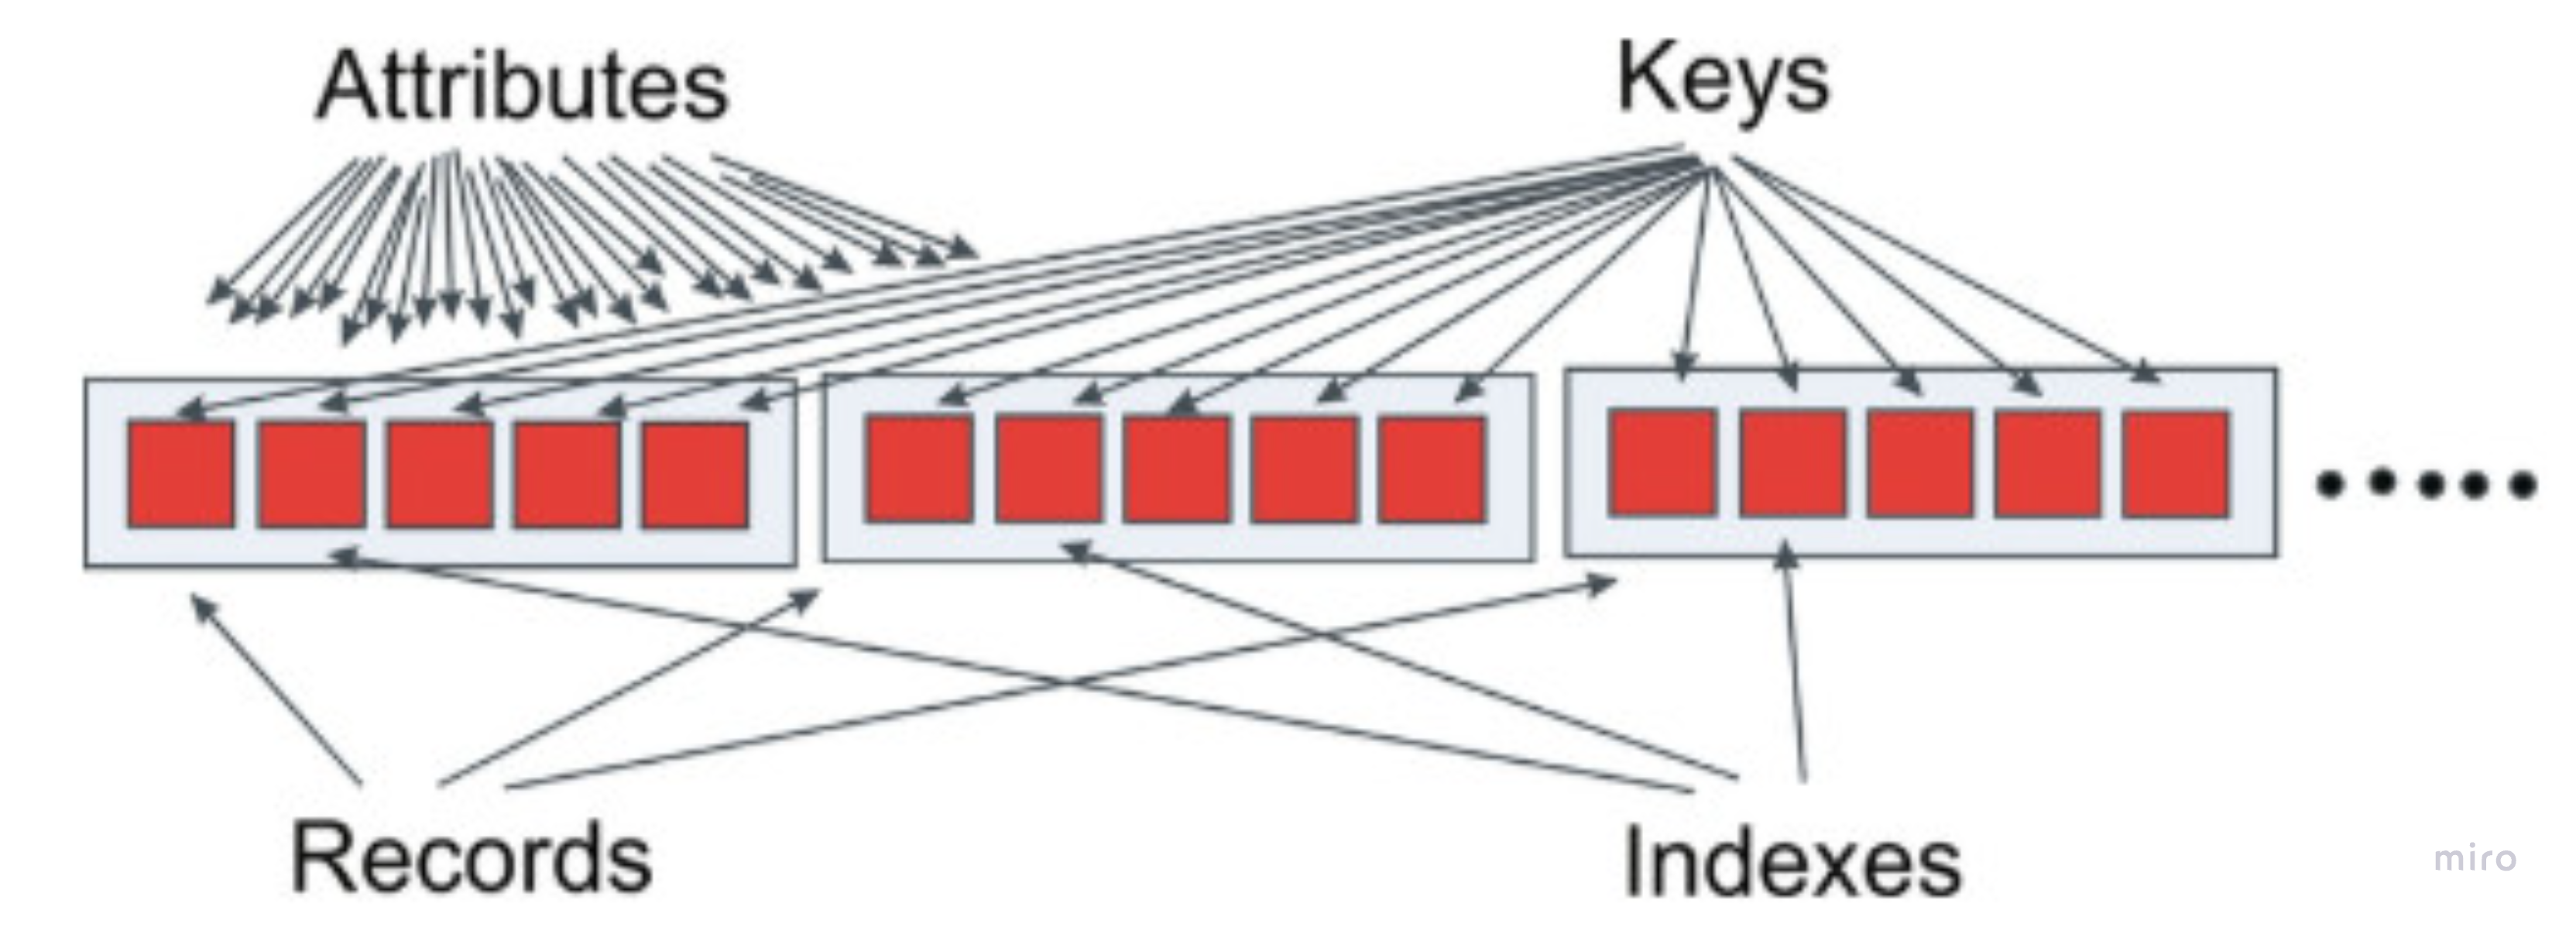 Attributes
Keys
Records
Indexes
miro